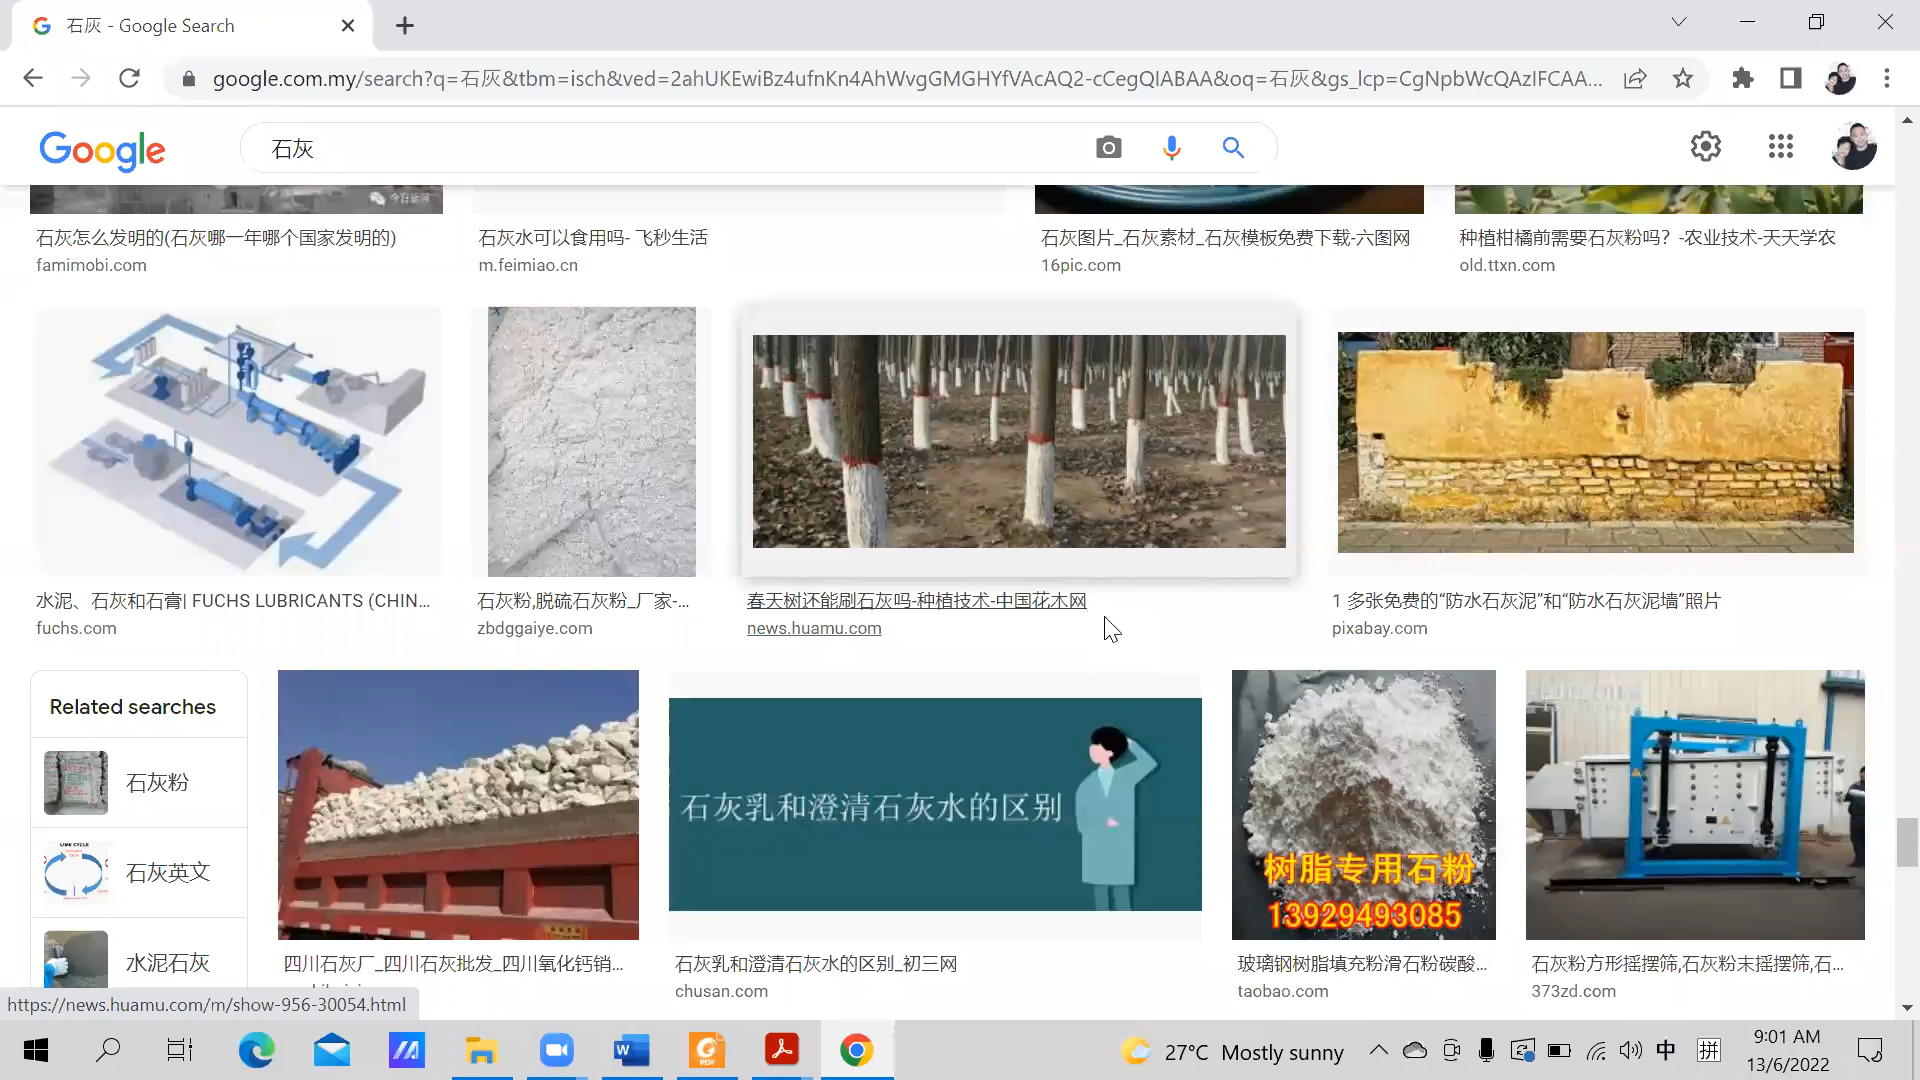 石灰 - Google Search
google.com.my/search?q=石灰&tbm=isch&ved=2ahUKEwiBz4ufnKn4AhWvgGMGHYfVAcAQ2-cCegQIABAA&oq=石灰&gs_lcp=CgNpbWcQAzIFCAA...
Google
石灰
今日运河
石灰怎么发明的(石灰哪一年哪个国家发明的)
famimobi.com
石灰水可以食用吗- 飞秒生活
m.feimiao.cn
石灰图片_石灰素材_石灰模板免费下载-六图网
16pic.com
种植柑橘前需要石灰粉吗? -农业技术-天天学农
old.ttxn.com
水泥、石灰和石膏| FUCHS LUBRICANTS (CHIN...
fuchs.com
石灰粉,脱硫石灰粉_厂家-...
zbdggaiye.com
春天树还能刷石灰吗-种植技术-中国花木网
news.huamu.com
1 多张免费的“防水石灰泥”和“防水石灰泥墙”照片
pixabay.com
Related searches
石灰粉
LIME CYCLE
石灰英文
水泥石灰
石灰乳和澄清石灰水的区别
树脂专用石粉
13929493085
四川石灰厂_四川石灰批发_四川氧化钙销...
石灰乳和澄清石灰水的区别_初三网
chusan.com
玻璃钢树脂填充粉滑石粉碳酸...
taobao.com
石灰粉方形摇摆筛,石灰粉末摇摆筛,石...
373zd.com
https://news.huamu.com/m/show-956-30054.html
27°C Mostly sunny
中
拼
9:01 AM
13/6/2022